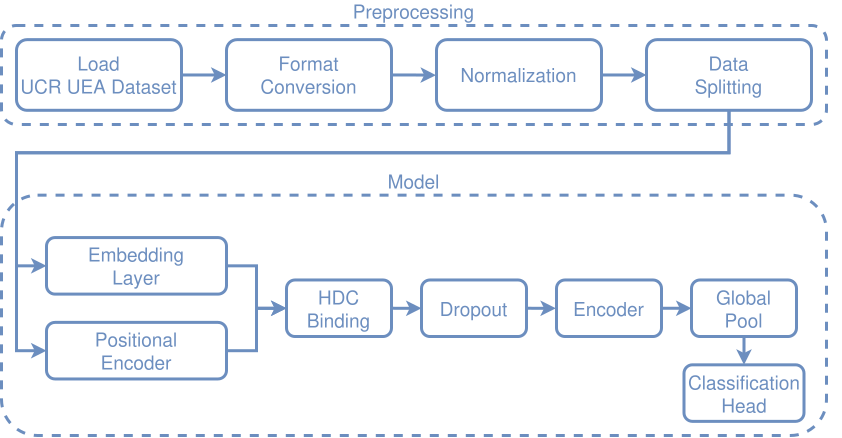 Preprocessing
Load
UCR UEA Dataset
Format
Conversion
Normalization
Data
Splitting
Model
Embedding
Layer
Positional
Encoder
HDC
Binding
Dropout
Encoder
Global
Pool
Classification
Head